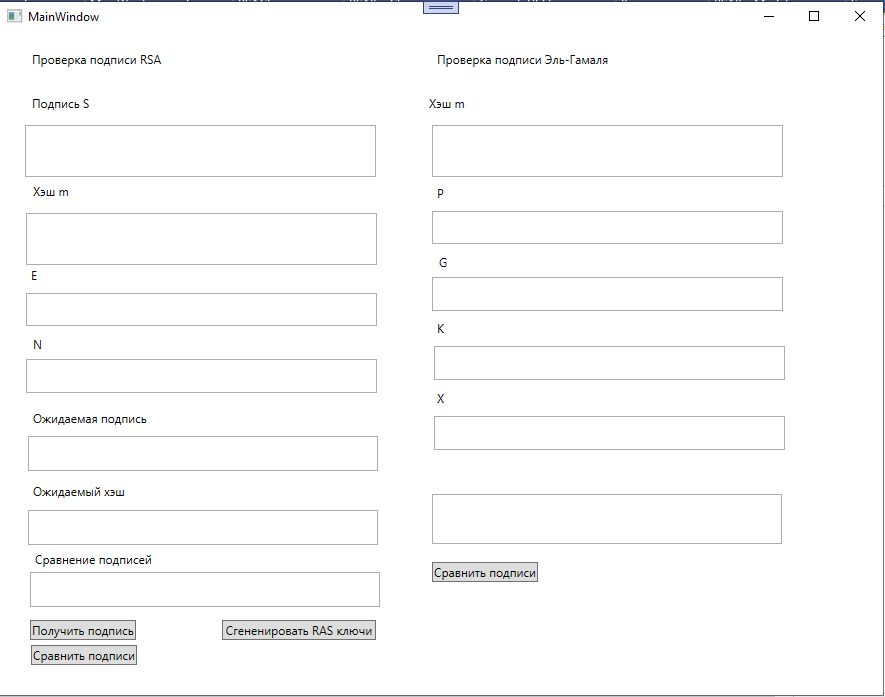 MainWindow
Проверка подписи RSA
Подпись S
Хэш m
E
N
Ожидаемая подпись
Ожидаемый хэш
Сравнение подписей
Получить подпись
Сгененировать RAS ключи
Сравнить подписи
Проверка подписи Эль-Гамаля
Хэш m
P
G
K
X
Сравнить подписи